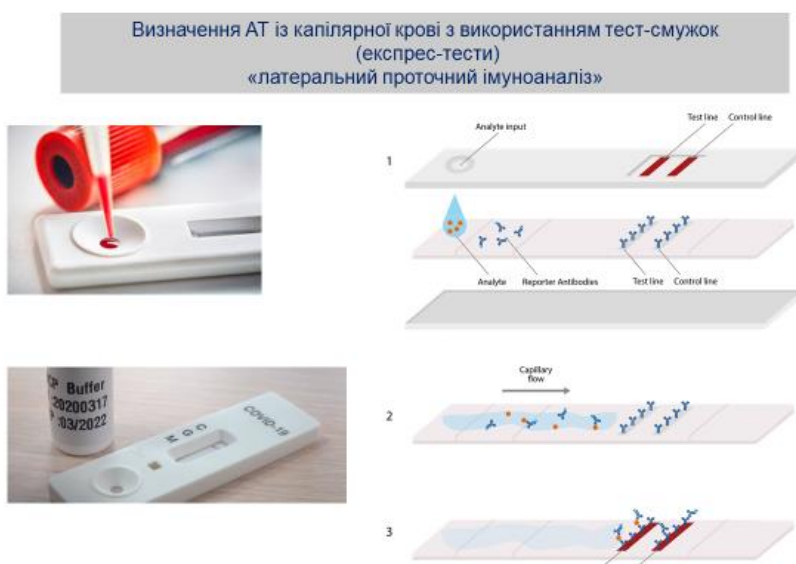 Визначення АТ із капілярної крові з використанням тест-смужок
(експрес-тести)
«латеральний проточний імуноаналіз»
Test line
Control line
Analyte input
1
Analyte
Reporter Antibodies
Test line
Control line
Buffer
20200317
:03/2022
M G C
COVID-19
Capillary
flow
2
3